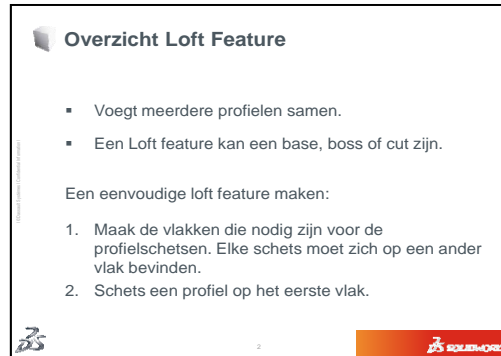 Overzicht Loft Feature
▪ Voegt meerdere profielen samen.
▪ Een Loft feature kan een base, boss of cut zijn.
Een eenvoudige loft feature maken:
1. Maak de vlakken die nodig zijn voor de
profielschetsen. Elke schets moet zich op een ander
vlak bevinden.
2. Schets een profiel op het eerste vlak.
2
SOLIDWORKS